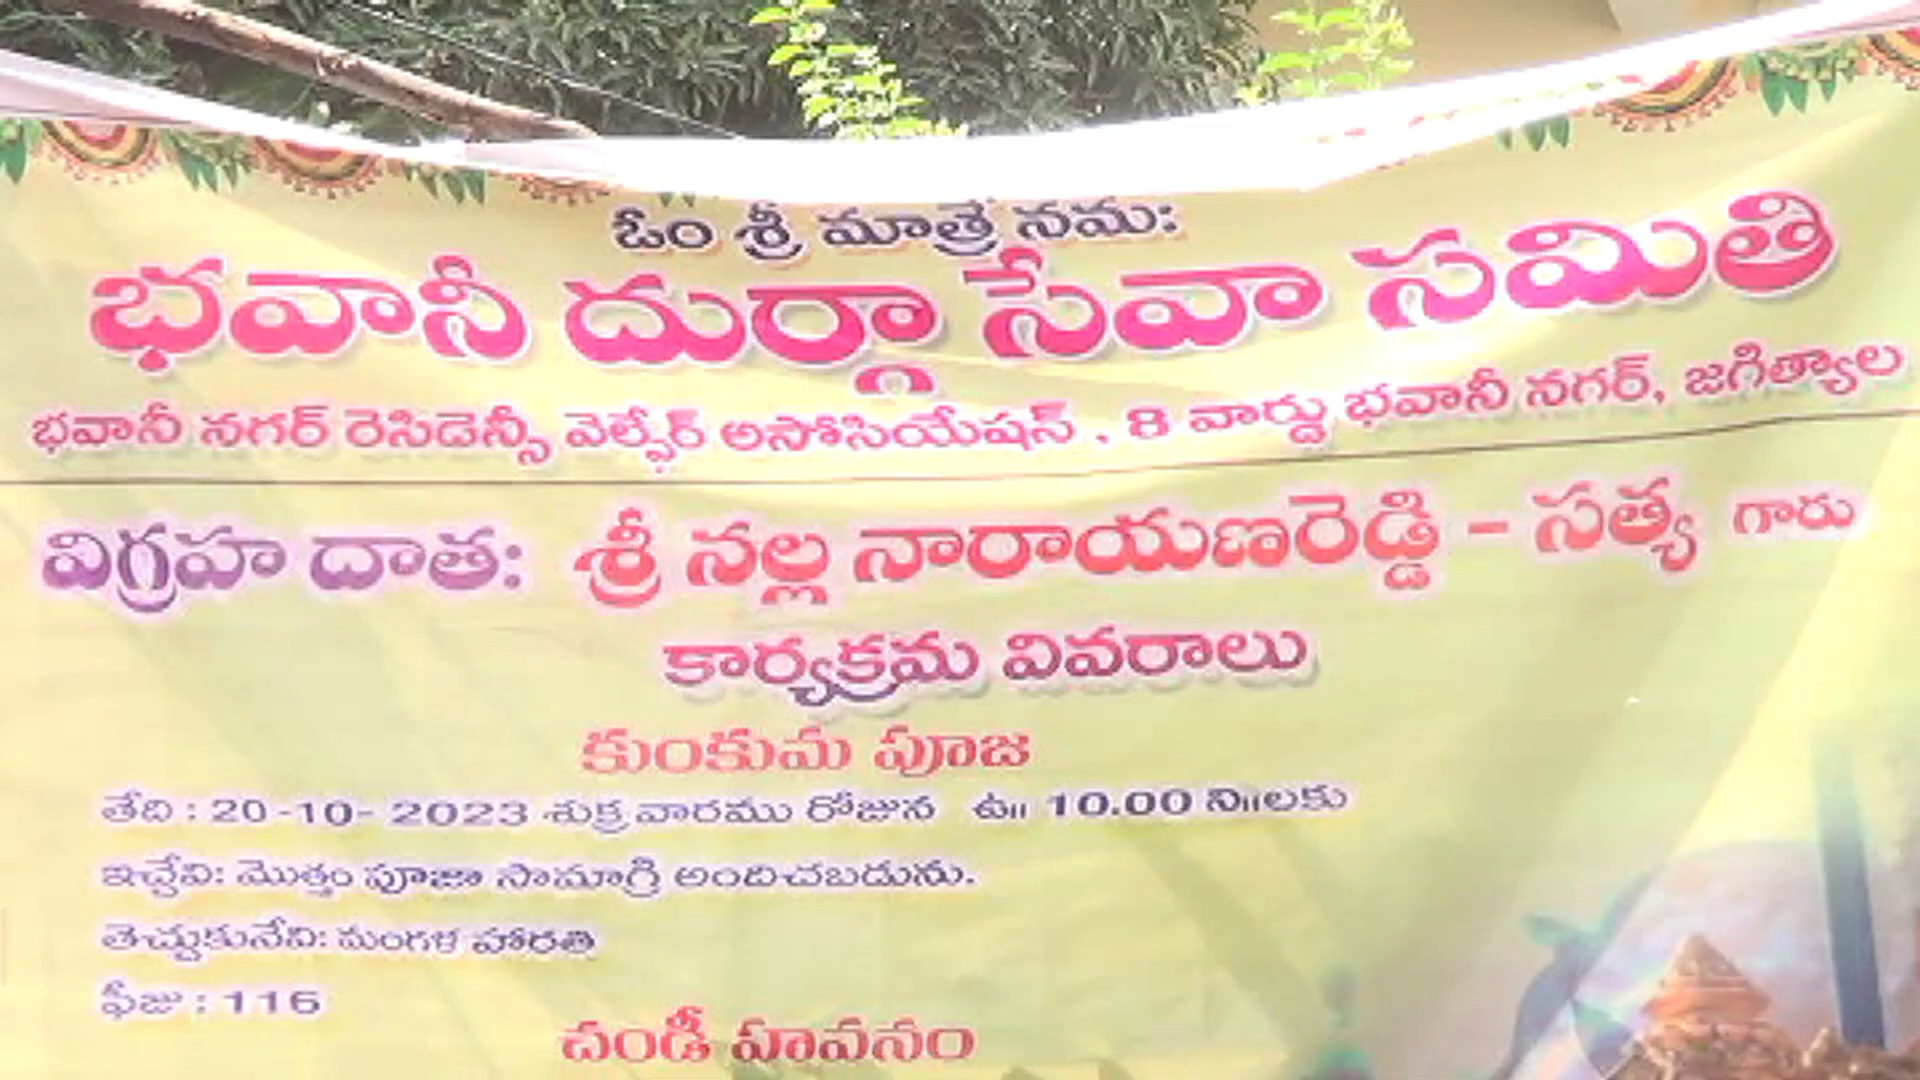 ఓం శ్రీ మాత్రే నమ:
భవానీ దుర్గా సేవా సమితి
భవానీ నగర్ రెసిడెన్సీ వెల్ఫేర్ అసోసియేషన్ . 8 వార్డు భవానీ నగర్, జగిత్యాల
విగ్రహ దాత: శ్రీ నల్ల నారాయణరెడ్డి - సత్య గారు
కార్యక్రమ వివరాలు
కుంకుమ పూజ
తేది : 20-10-2023 శుక్రవారము రోజున ఉ॥ 10.00 ని॥లకు
ఇచ్చేవి: మొత్తం పూజా సామాగ్రి అందించబడును.
తెచ్చుకునేవి: మంగళ హారతి
ఫీజు : 116
చండీ హవనం